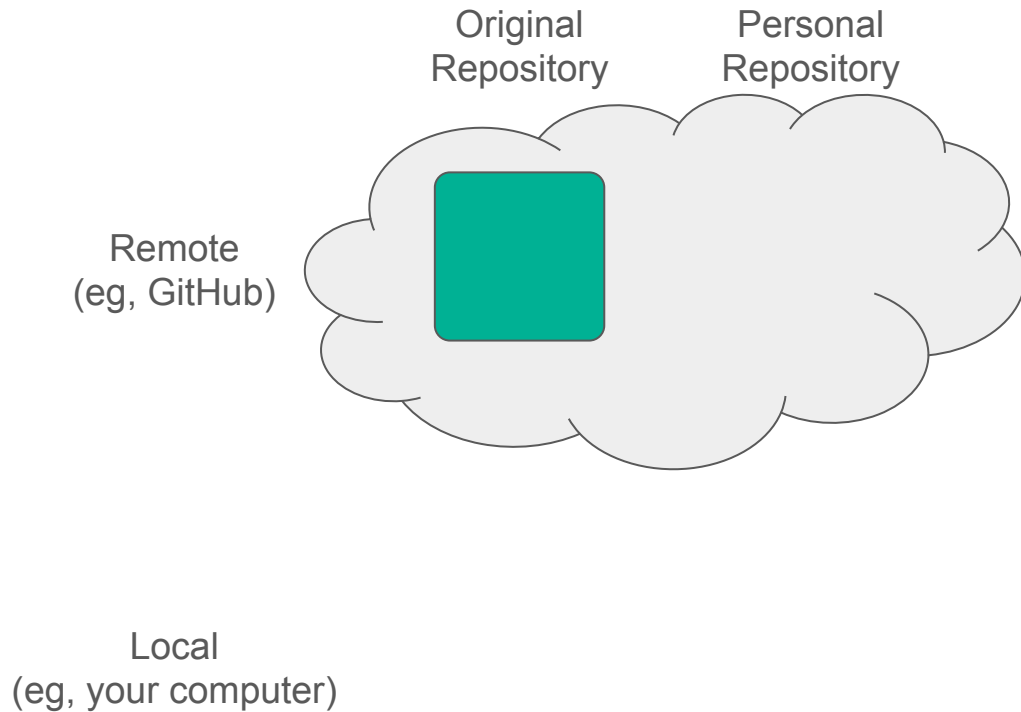 Original
Repository
Personal
Repository
Remote
(eg, GitHub)
Local
(eg, your computer)